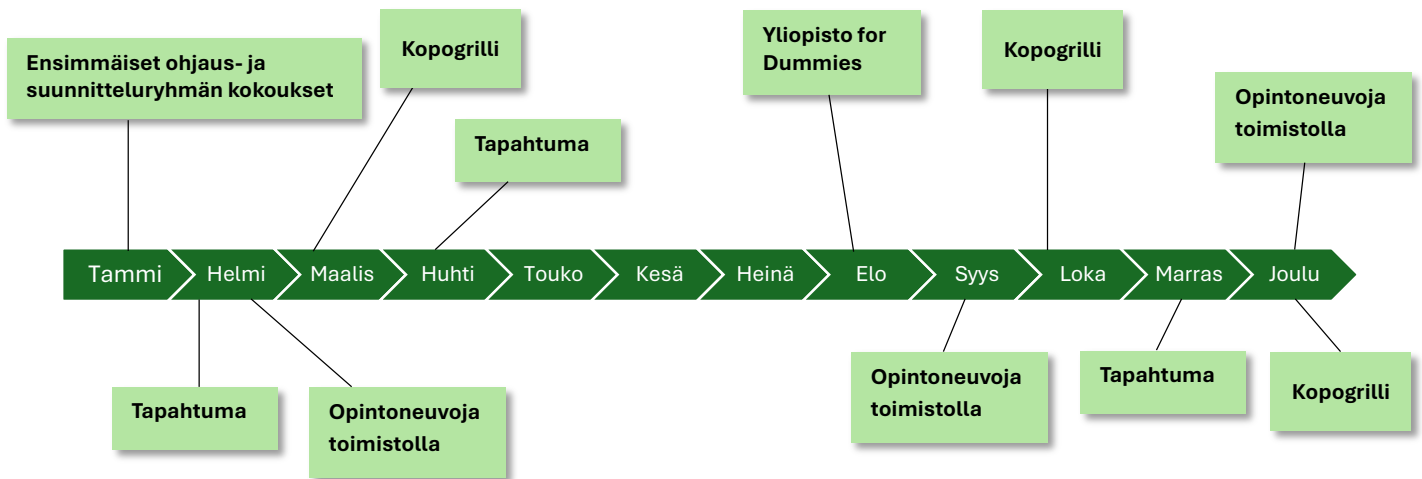 Ensimmäiset ohjaus- ja
suunnitteluryhmän kokoukset
Kopogrilli
Tapahtuma
Yliopisto for
Dummies
Kopogrilli
Opintoneuvoja
toimistolla
Tammi
Helmi
Maalis
Huhti
Touko
Kesä
Heinä
Elo
Syys
Loka
Marras
Joulu
Tapahtuma
Opintoneuvoja
toimistolla
Opintoneuvoja
toimistolla
Tapahtuma
Kopogrilli